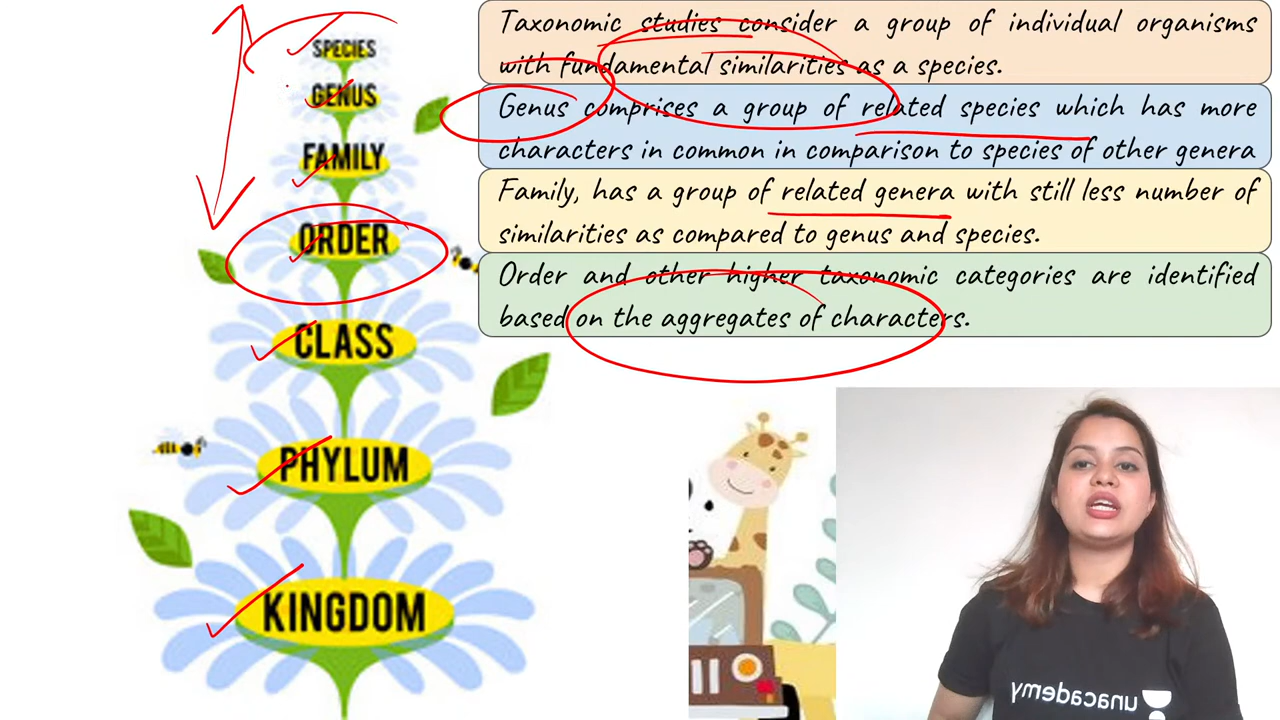 SPECIES
GENUS
FAMILY
ORDER
CLASS
PHYLUM
KINGDOM
Taxonomic studies consider a group of individual organisms
with fundamental similarities as a species.
Genus comprises a group of related species which has more
characters in common in comparison to species of other genera
Family, has a group of related genera with still less number of
similarities as compared to genus and species.
Order and other higher taxonomic categories are identified
based on the aggregates of characters.
unacademy